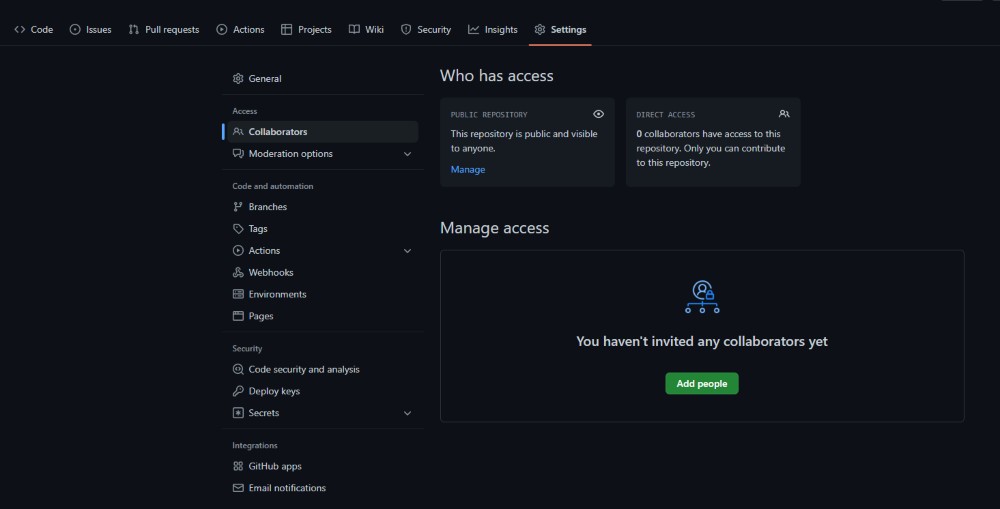 Code Issues Pull requests Actions Projects Wiki Security Insights Settings
General
Access
Collaborators
Moderation options
Code and automation
Branches
Tags
Actions
Webhooks
Environments
Pages
Security
Code security and analysis
Deploy keys
Secrets
Integrations
GitHub apps
Email notifications
Who has access
PUBLIC REPOSITORY
This repository is public and visible
to anyone.
Manage
DIRECT ACCESS
0 collaborators have access to this
repository. Only you can contribute
to this repository.
Manage access
You haven't invited any collaborators yet
Add people